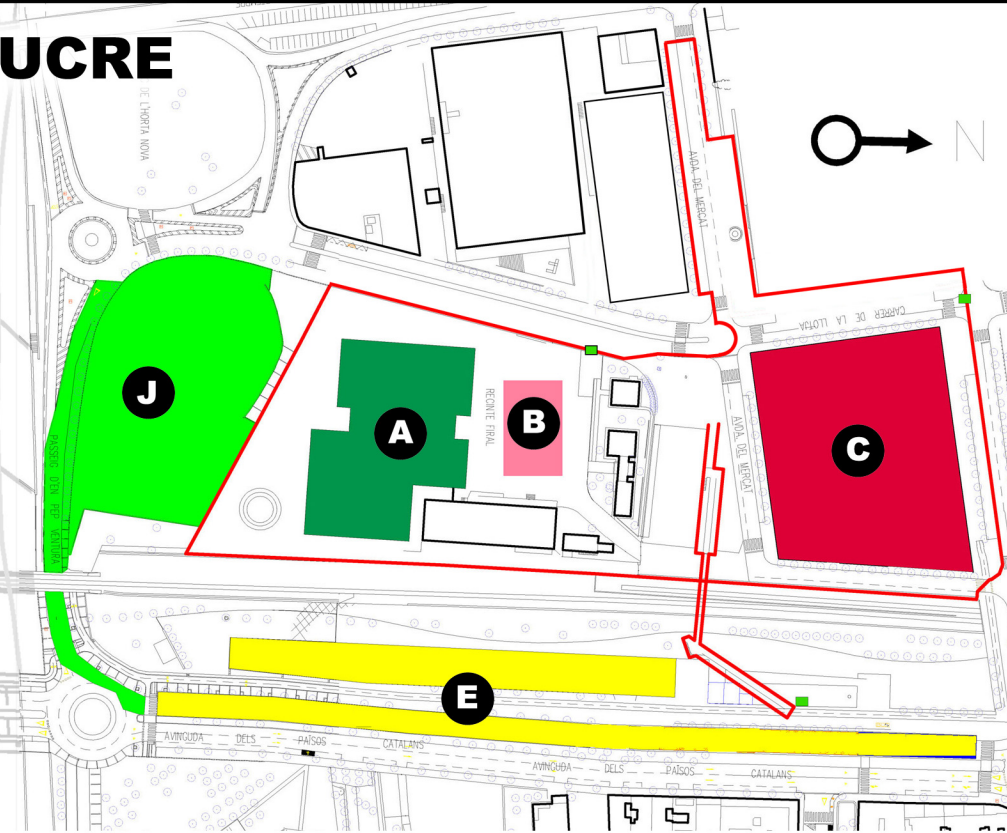 UCRE
DE L'HORTA NOVA
N
AVDA. DEL MERCAT
CARRER DE LA LLOTJA
J
A
RECINTE FIRAL
B
C
AVDA. DEL MERCAT
PASSEIG D'EN PEP VENTURA
E
AVINGUDA DELS PAÏSOS CATALANS
AVINGUDA DELS PAÏSOS CATALANS